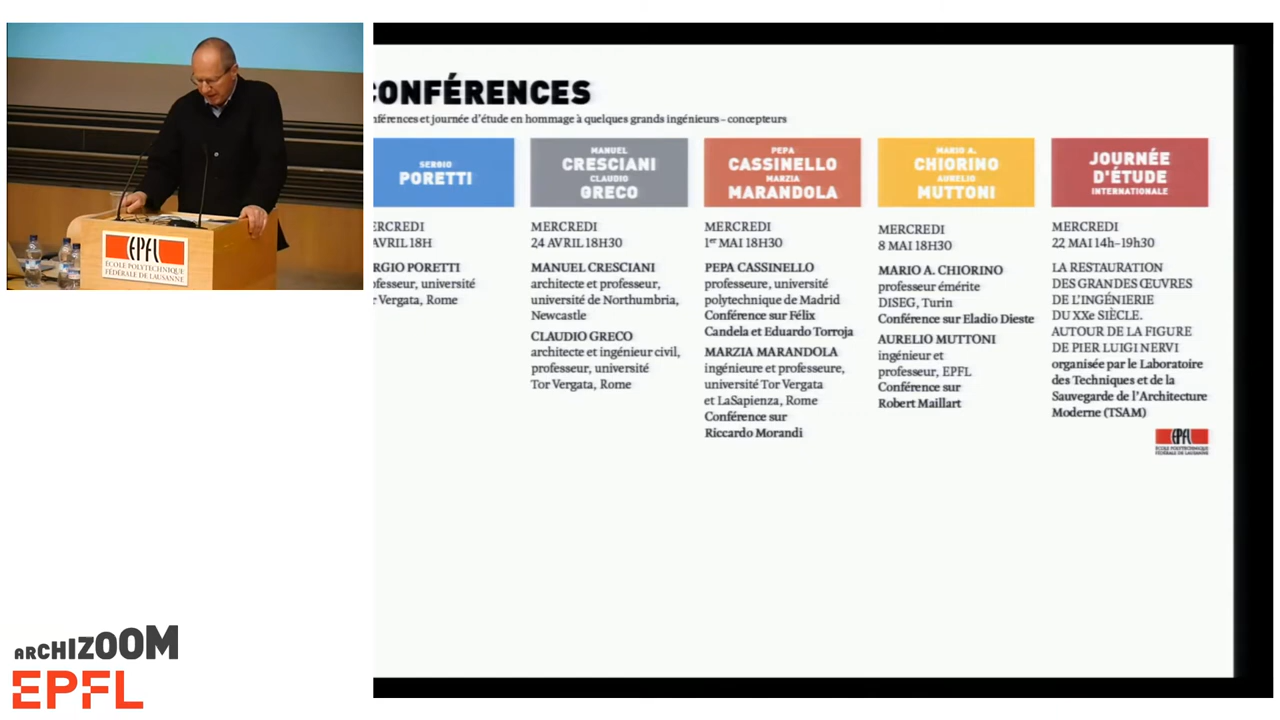 CONFÉRENCES
nférences et journée d'étude en hommage à quelques grands ingénieurs – concepteurs
SERGIO
PORETTI
ERCREDI
AVRIL 18H
RGIO PORETTI
ofesseur, université
r Vergata, Rome
MANUEL
CRESCIANI
CLAUDIO
GRECO
MERCREDI
24 AVRIL 18H30
MANUEL CRESCIANI
architecte et professeur,
université de Northumbria,
Newcastle
CLAUDIO GRECO
architecte et ingénieur civil,
professeur, université
Tor Vergata, Rome
PEPA
CASSINELLO
MARZIA
MARANDOLA
MERCREDI
1er MAI 18H30
PEPA CASSINELLO
professeure, université
polytechnique de Madrid
Conférence sur Félix
Candela et Eduardo Torroja
MARZIA MARANDOLA
ingénieure et professeure,
université Tor Vergata
et LaSapienza, Rome
Conférence sur
Riccardo Morandi
MARIO A.
CHIORINO
AURELIO
MUTTONI
MERCREDI
8 MAI 18H30
MARIO A. CHIORINO
professeur émérite
DISEG, Turin
Conférence sur Eladio Dieste
AURELIO MUTTONI
ingénieur et
professeur, EPFL
Conférence sur
Robert Maillart
JOURNÉE
D'ÉTUDE
INTERNATIONALE
MERCREDI
22 MAI 14h–19h30
LA RESTAURATION
DES GRANDES ŒUVRES
DE L'INGÉNIERIE
DU XXe SIÈCLE.
AUTOUR DE LA FIGURE
DE PIER LUIGI NERVI
organisée par le Laboratoire
des Techniques et de la
Sauvegarde de l'Architecture
Moderne (TSAM)
EPFL
ÉCOLE POLYTECHNIQUE
FÉDÉRALE DE LAUSANNE
EPFL
ÉCOLE POLYTECHNIQUE
FÉDÉRALE DE LAUSANNE
ARCHIZOOM
EPFL